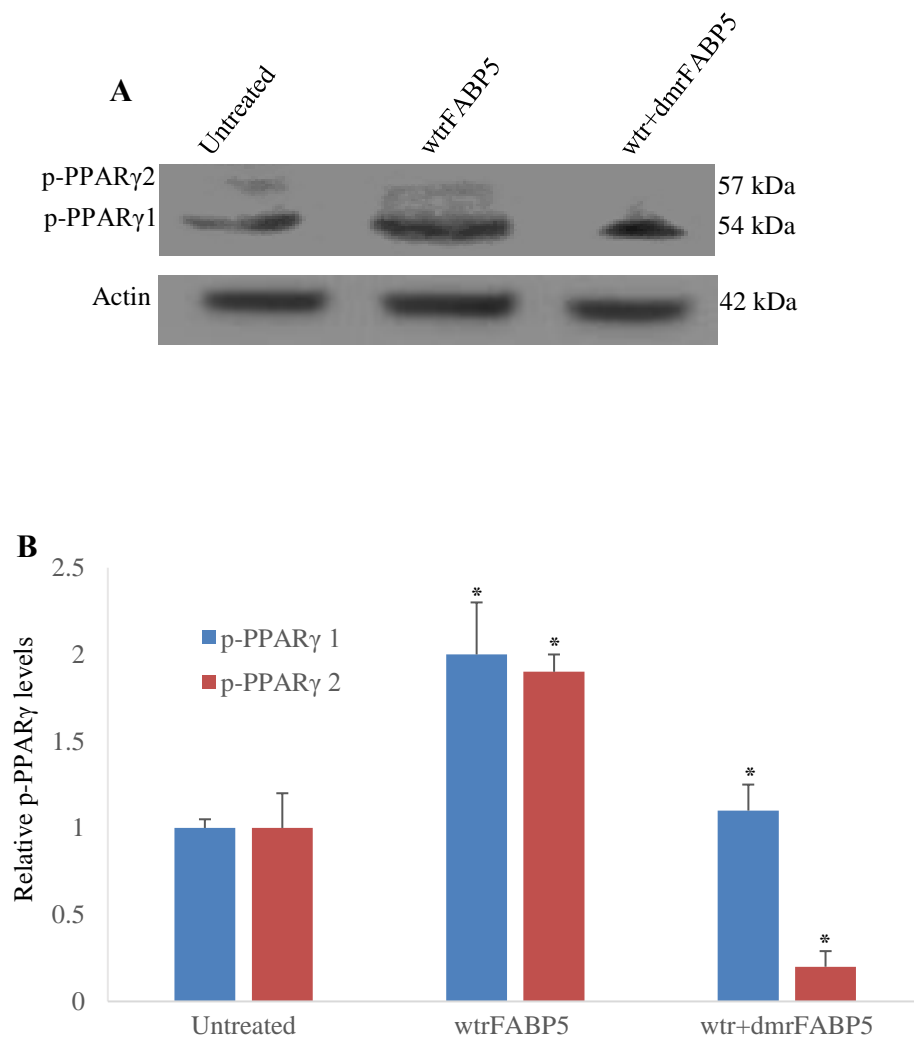 A
Untreated
wtrFABP5
wtr+dmrFABP5
p-PPARγ2
57 kDa
p-PPARγ1
54 kDa
Actin
42 kDa
B
2.5
2
1.5
1
0.5
0
Relative p-PPARγ levels
p-PPARγ 1
p-PPARγ 2
*
*
*
*
Untreated
wtrFABP5
wtr+dmrFABP5